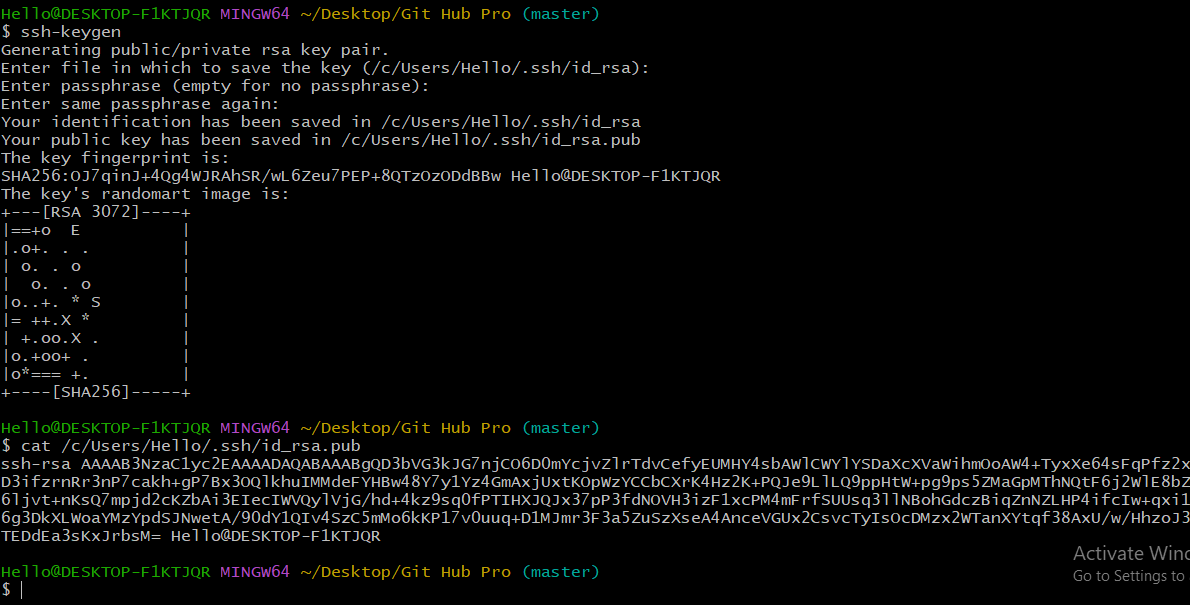 Hello@DESKTOP-F1KTJQR MINGW64 ~/Desktop/Git Hub Pro (master)
$ ssh-keygen
Generating public/private rsa key pair.
Enter file in which to save the key (/c/Users/Hello/.ssh/id_rsa):
Enter passphrase (empty for no passphrase):
Enter same passphrase again:
Your identification has been saved in /c/Users/Hello/.ssh/id_rsa
Your public key has been saved in /c/Users/Hello/.ssh/id_rsa.pub
The key fingerprint is:
SHA256:OJ7qinJ+4Qg4WJRAhSR/wL6Zeu7PEP+8QTzOzODdBBw Hello@DESKTOP-F1KTJQR
The key's randomart image is:
+---[RSA 3072]----+
|==+o  E          |
|.o+. . .         |
| o. . o          |
|  o. . o         |
|o..+. * S        |
|= ++.X *         |
| +.oo.X .        |
|o.+oo+ .         |
|o*=== +.         |
+----[SHA256]-----+
Hello@DESKTOP-F1KTJQR MINGW64 ~/Desktop/Git Hub Pro (master)
$ cat /c/Users/Hello/.ssh/id_rsa.pub
ssh-rsa AAAAB3NzaC1yc2EAAAADAQABAAABgQD3bVG3kJG7njCO6DOmYcjvZlrTdvCefyEUMHY4sbAWlCWYlYSDaXcXVaWihmOoAW4+TyxXe64sFqPfz2x
D3ifzrnRr3nP7cakh+gP7Bx3OQlkhuIMMdeFYHBw48Y7y1Yz4GmAxjUxtKOpWzYCCbCXrK4Hz2K+PQJe9LlLQ9ppHtW+pg9ps5ZMaGpMThNQtF6j2WlE8bZ
6ljvt+nKsQ7mpjd2cKZbAi3EIecIWVQylVjG/hd+4kz9sq0fPTIHXJQJx37pP3fdNOVH3izF1xcPM4mFrfSUUsq3llNBohGdczBiqZnNZLHP4ifcIw+qxi1
6g3DkXLWoaYMzYpdSJNwetA/9OdY1QIv4SzC5mMo6kKP17v0uuq+D1MJmr3F3a5ZuSzXseA4AnceVGUx2CsvcTyIsOcDMzx2WTanXYtqf38AxU/w/HhzoJ3
TEDdEa3sKxJrbsM= Hello@DESKTOP-F1KTJQR
Hello@DESKTOP-F1KTJQR MINGW64 ~/Desktop/Git Hub Pro (master)
$
Activate Wind
Go to Settings to